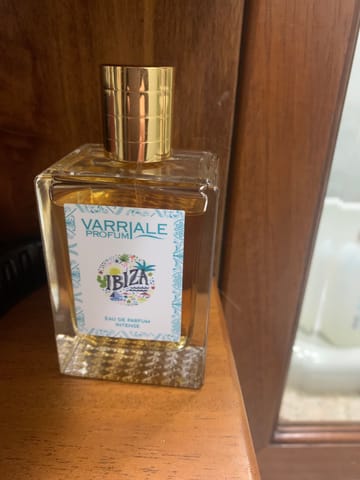 VARRIALE
PROFUMI
IBIZA
EAU DE PARFUM
INTENSE